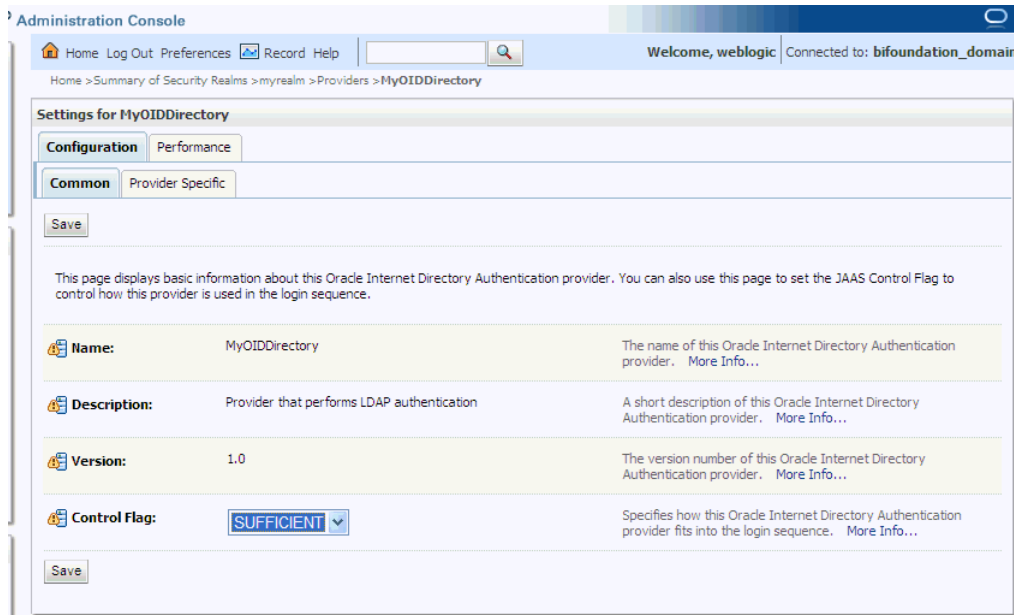 Administration Console
Home Log Out Preferences Record Help
Welcome, weblogic Connected to: bifoundation_domain
Home >Summary of Security Realms >myrealm >Providers >MyOIDDirectory
Settings for MyOIDDirectory
Configuration Performance
Common Provider Specific
Save
This page displays basic information about this Oracle Internet Directory Authentication provider. You can also use this page to set the JAAS Control Flag to
control how this provider is used in the login sequence.
Name: MyOIDDirectory The name of this Oracle Internet Directory Authentication
provider. More Info...
Description: Provider that performs LDAP authentication A short description of this Oracle Internet Directory
Authentication provider. More Info...
Version: 1.0 The version number of this Oracle Internet Directory
Authentication provider. More Info...
Control Flag: SUFFICIENT Specifies how this Oracle Internet Directory Authentication
provider fits into the login sequence. More Info...
Save